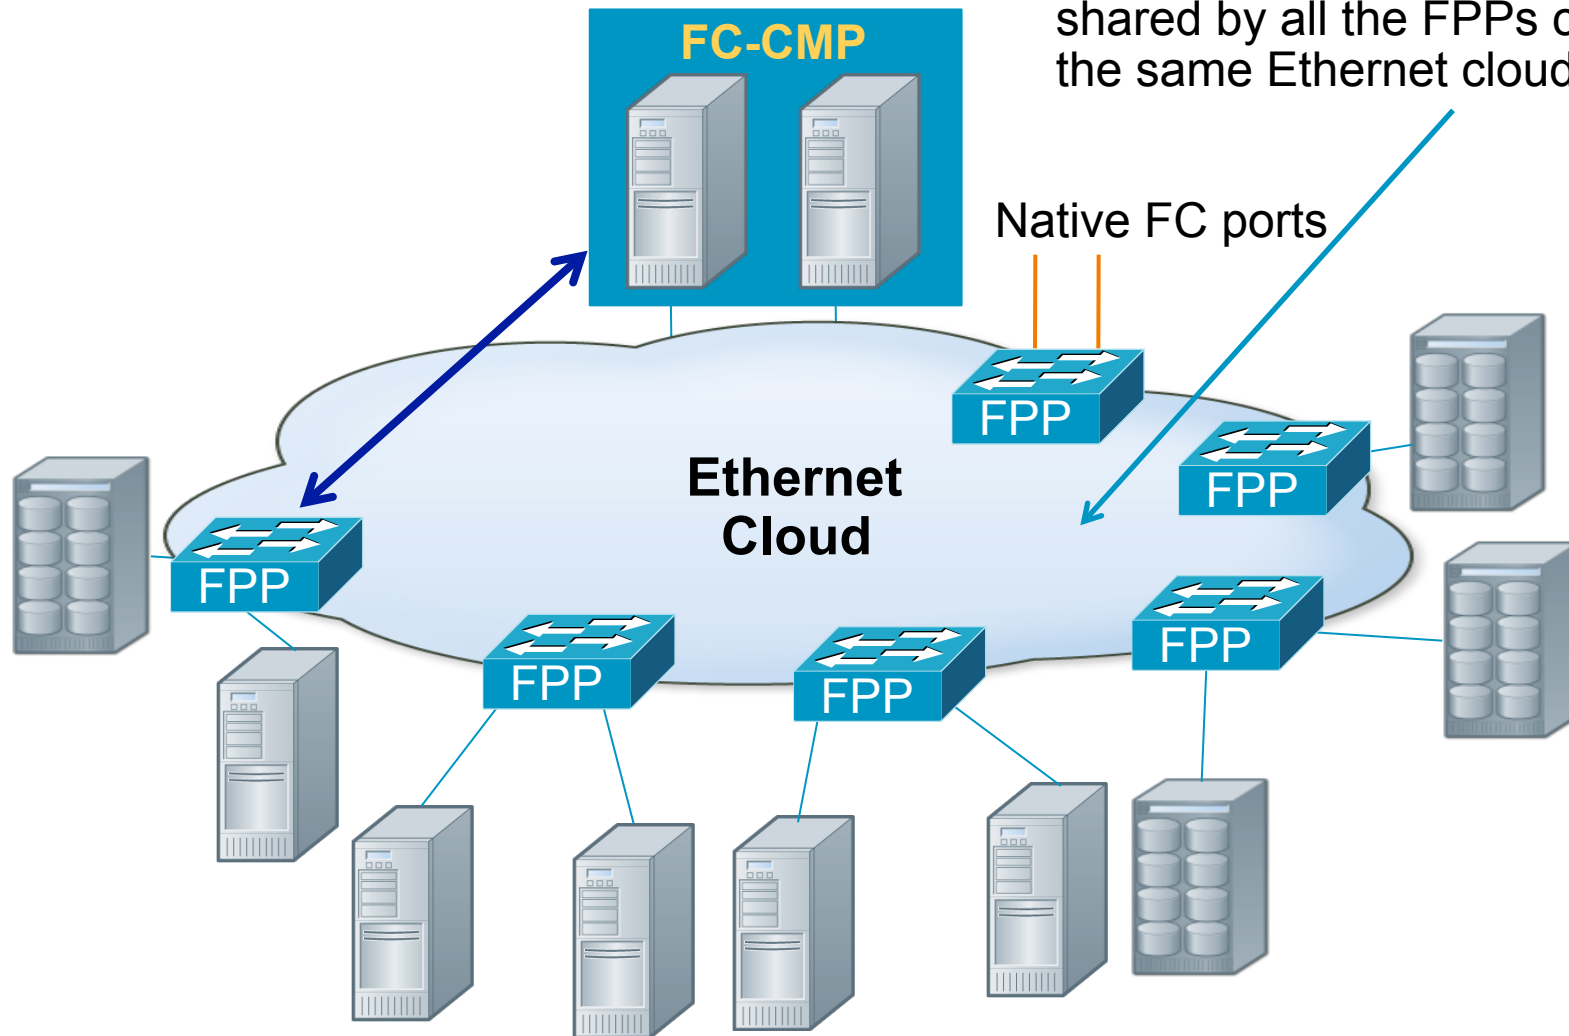 FC-CMP
shared by all the FPPs
the same Ethernet cloud
Native FC ports
FPP
FPP
Ethernet
Cloud
FPP
FPP
FPP
FPP